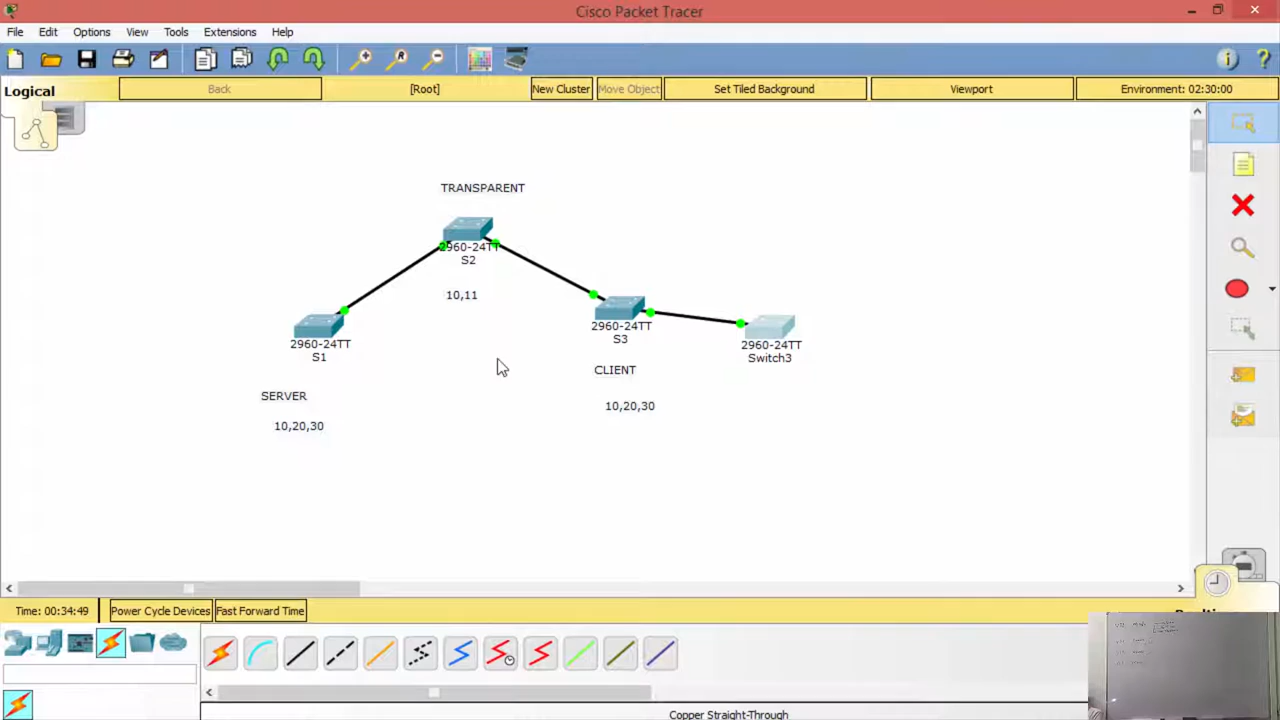 Cisco Packet Tracer
File Edit Options View Tools Extensions Help
Logical Back [Root] New Cluster Move Object Set Tiled Background Viewport Environment: 02:30:00
TRANSPARENT
2960-24TT
S2
10,11
2960-24TT
S1
SERVER
10,20,30
2960-24TT
S3
CLIENT
10,20,30
2960-24TT
Switch3
Time: 00:34:49 Power Cycle Devices Fast Forward Time
Copper Straight-Through